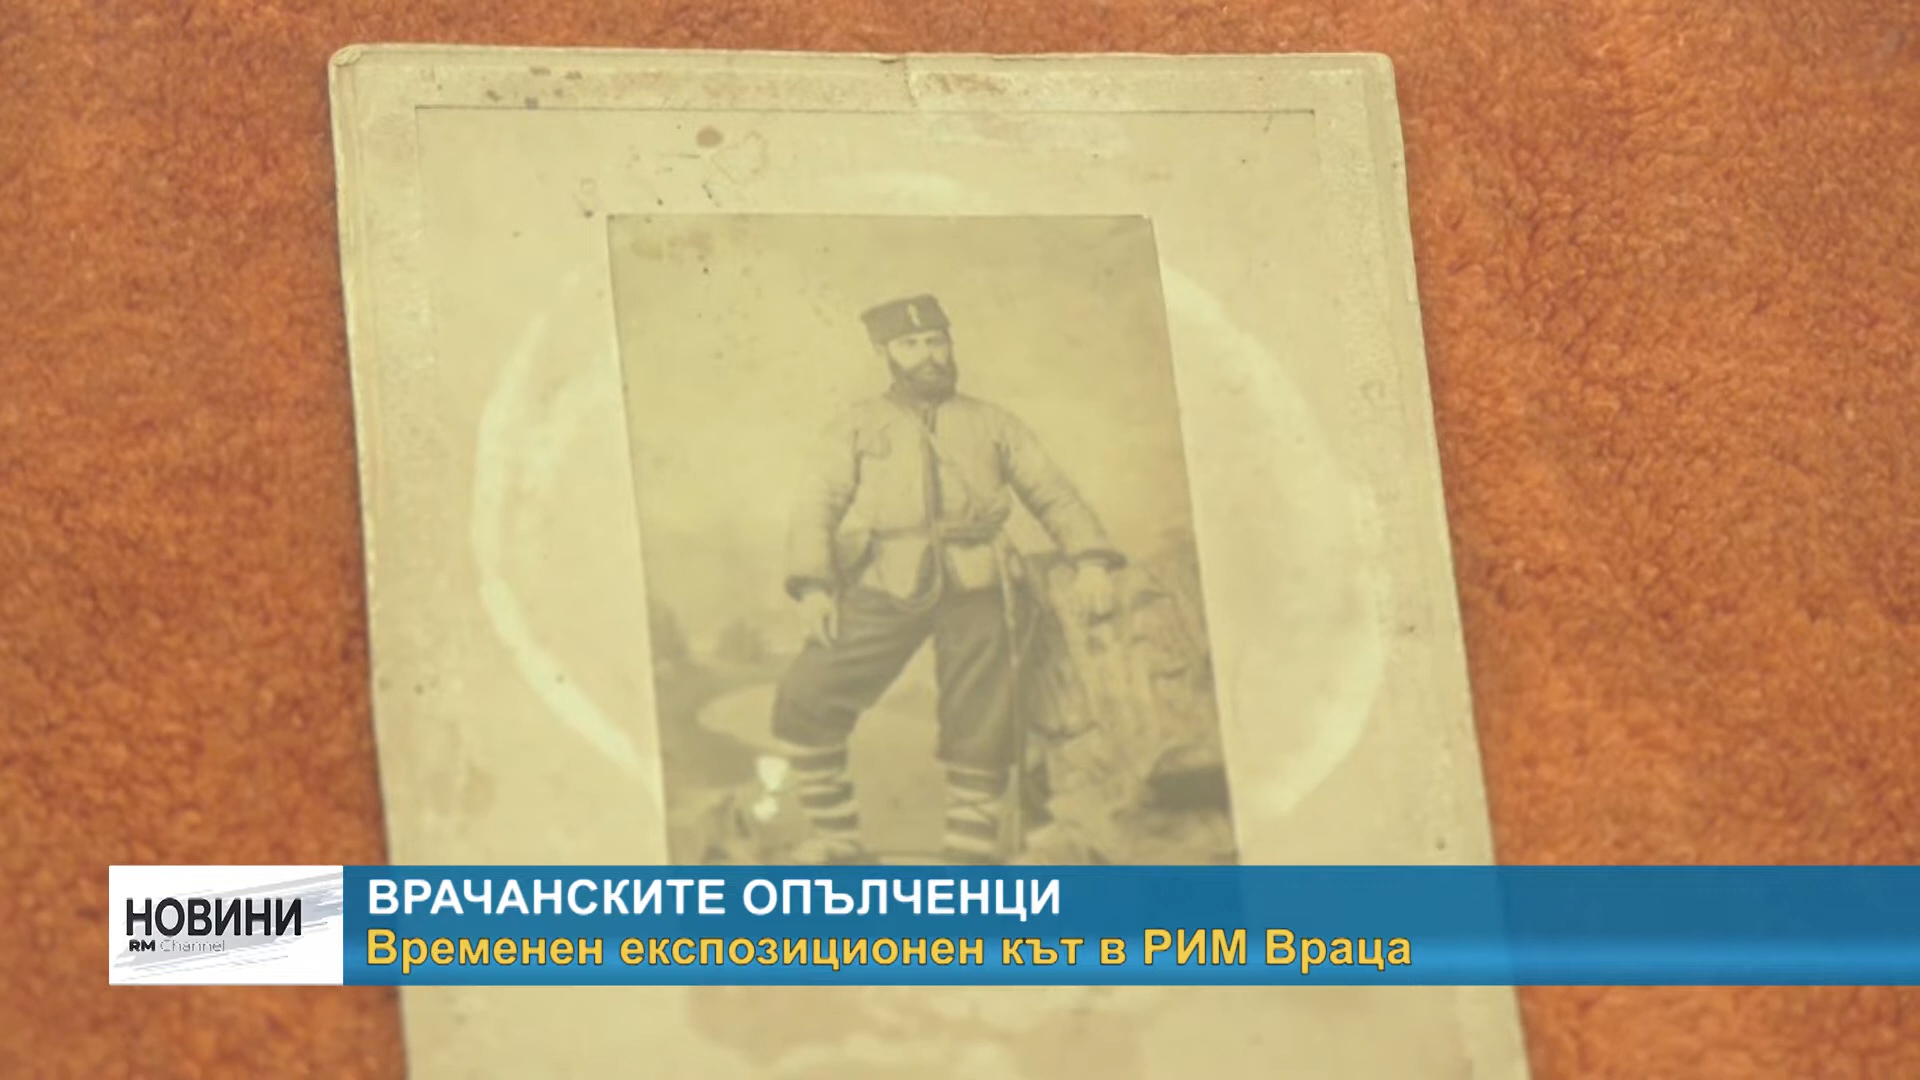 ВРАЧАНСКИТЕ ОПЪЛЧЕНЦИ
Временен експозиционен кът в РИМ Враца
НОВИНИ
RM Channel